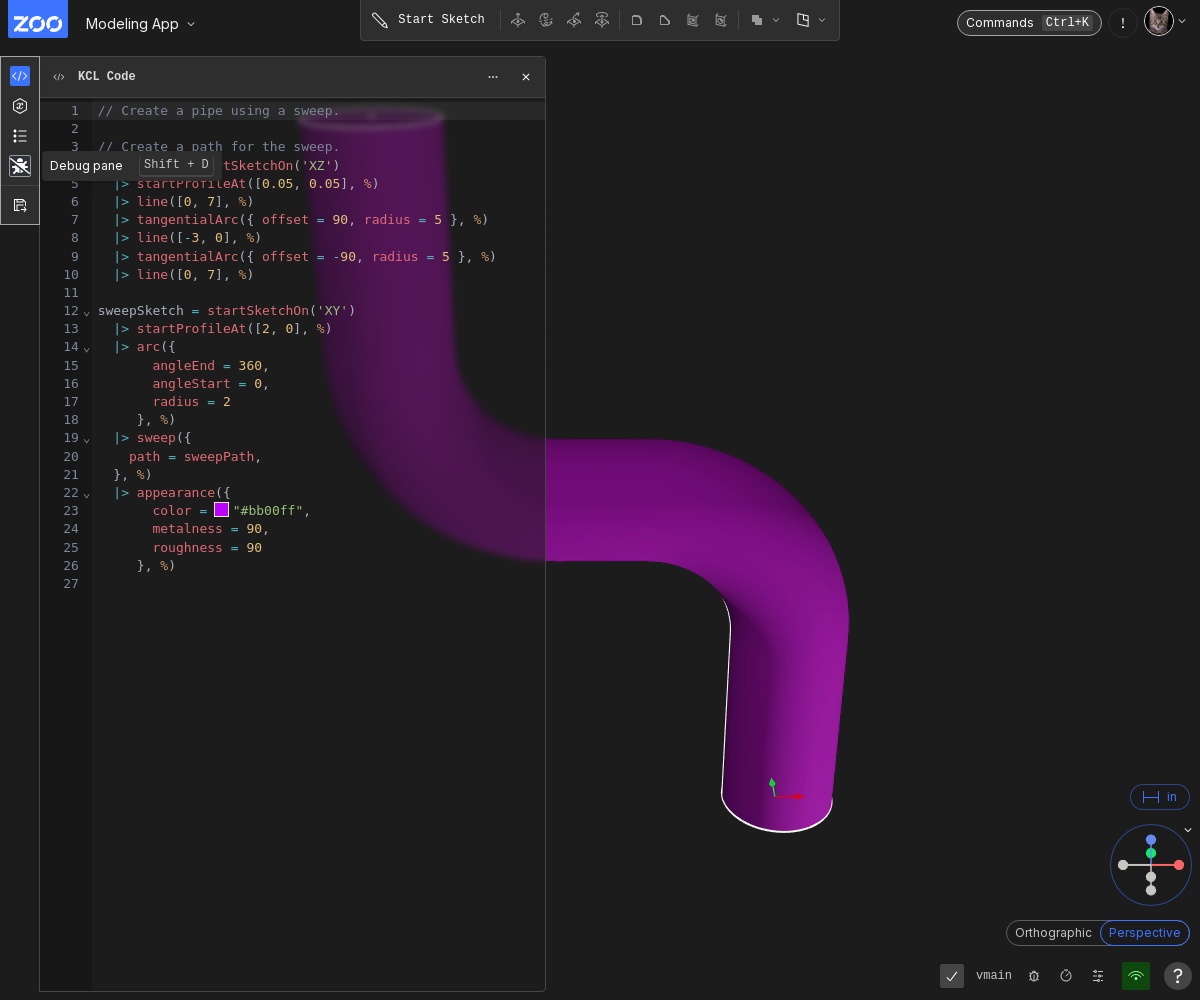 ZOO
Modeling App
Start Sketch
Commands Ctrl+K
!
KCL Code
1 // Create a pipe using a sweep.
2
3 // Create a path for the sweep.
Debug pane Shift + D
tSketchOn('XZ')
5 |> startProfileAt([0.05, 0.05], %)
6 |> line([0, 7], %)
7 |> tangentialArc({ offset = 90, radius = 5 }, %)
8 |> line([-3, 0], %)
9 |> tangentialArc({ offset = -90, radius = 5 }, %)
10 |> line([0, 7], %)
11
12 sweepSketch = startSketchOn('XY')
13 |> startProfileAt([2, 0], %)
14 |> arc({
15 angleEnd = 360,
16 angleStart = 0,
17 radius = 2
18 }, %)
19 |> sweep({
20 path = sweepPath,
21 }, %)
22 |> appearance({
23 color = "#bb00ff",
24 metalness = 90,
25 roughness = 90
26 }, %)
27
in
Orthographic Perspective
vmain
?